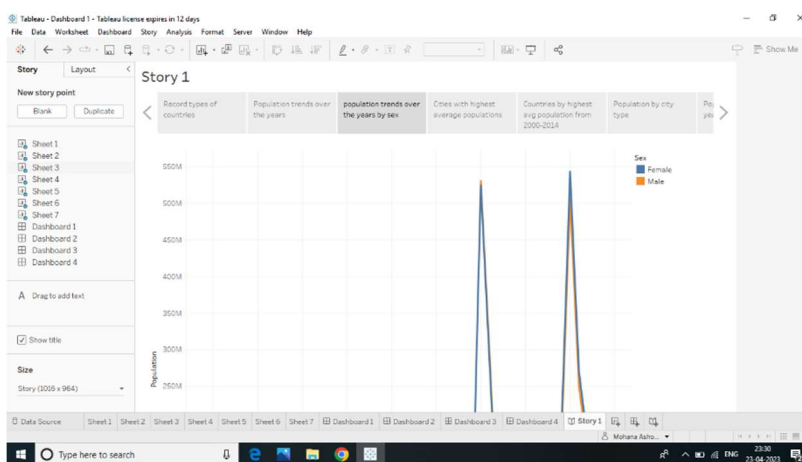 Tableau - Dashboard 1 - Tableau license expires in 12 days
File Data Worksheet Dashboard Story Analysis Format Server Window Help
Show Me
Story Layout
New story point
Blank Duplicate
Sheet 1
Sheet 2
Sheet 3
Sheet 4
Sheet 5
Sheet 6
Sheet 7
Dashboard 1
Dashboard 2
Dashboard 3
Dashboard 4
A Drag to add text
Show title
Size
Story (1016 x 964)
Story 1
Record types of
countries
Population trends over
the years
population trends over
the years by sex
Cities with highest
average populations
Countries by highest
avg population from
2000-2014
Population by city
type
Sex
Female
Male
550M
500M
450M
400M
350M
300M
250M
Population
Data Source Sheet 1 Sheet 2 Sheet 3 Sheet 4 Sheet 5 Sheet 6 Sheet 7 Dashboard 1 Dashboard 2 Dashboard 3 Dashboard 4 Story 1
Mohana Asho...
Type here to search
ENG
23:30
23-04-2023